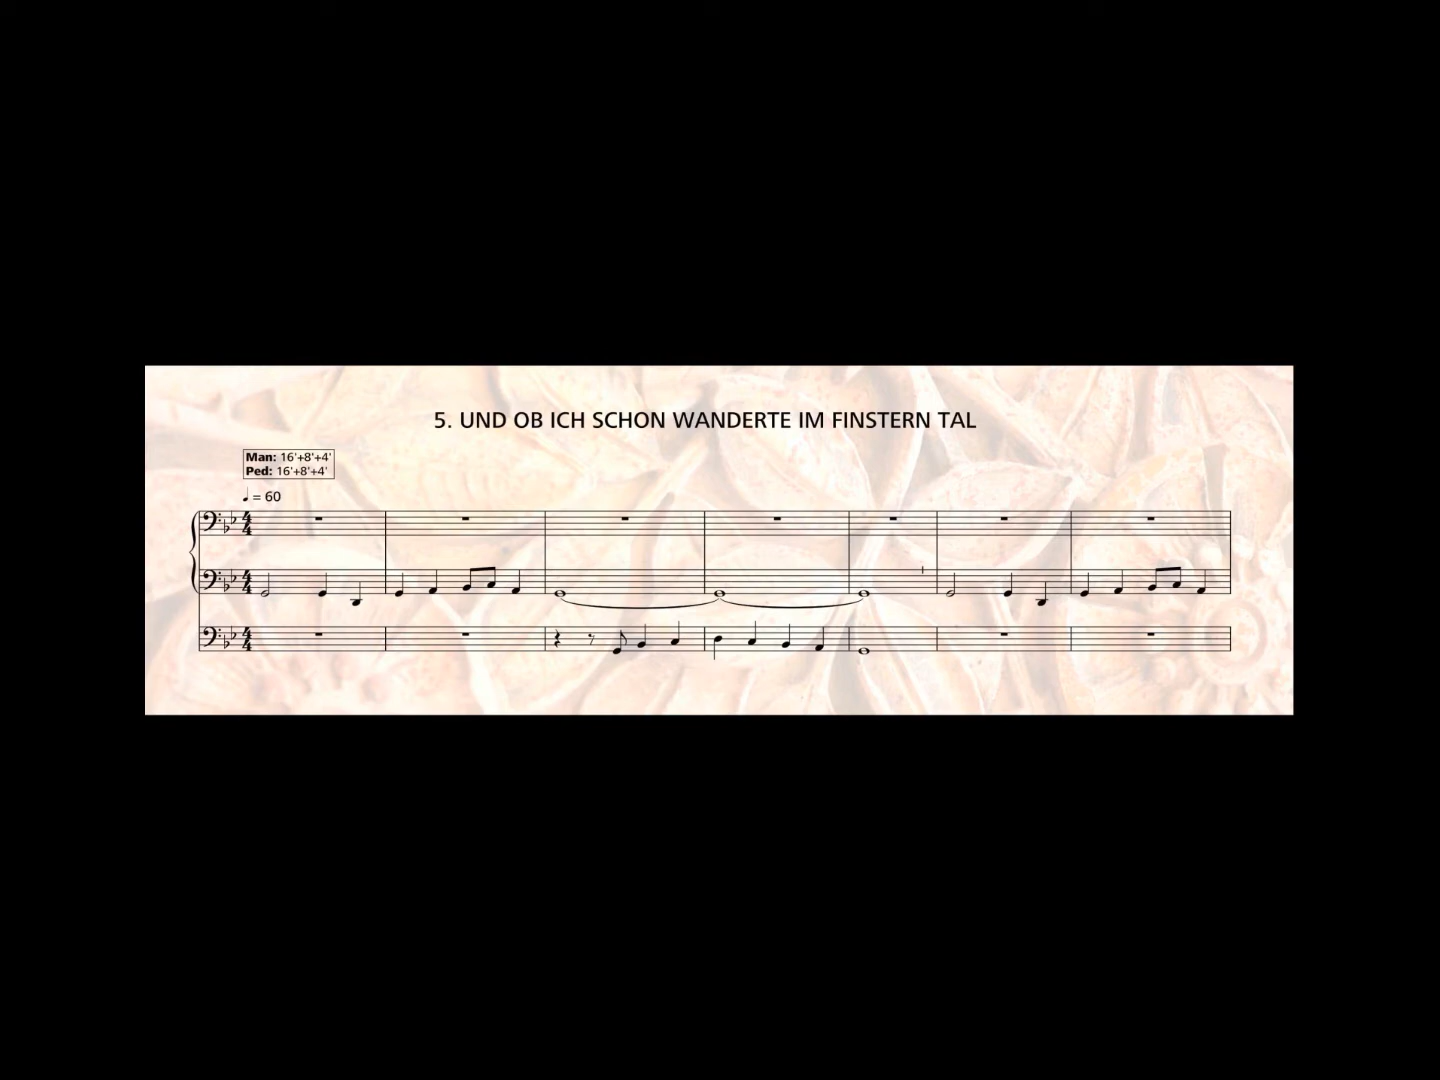 5. UND OB ICH SCHON WANDERTE IM FINSTERN TAL
Man: 16'+8'+4'
Ped: 16'+8'+4'
♩ = 60